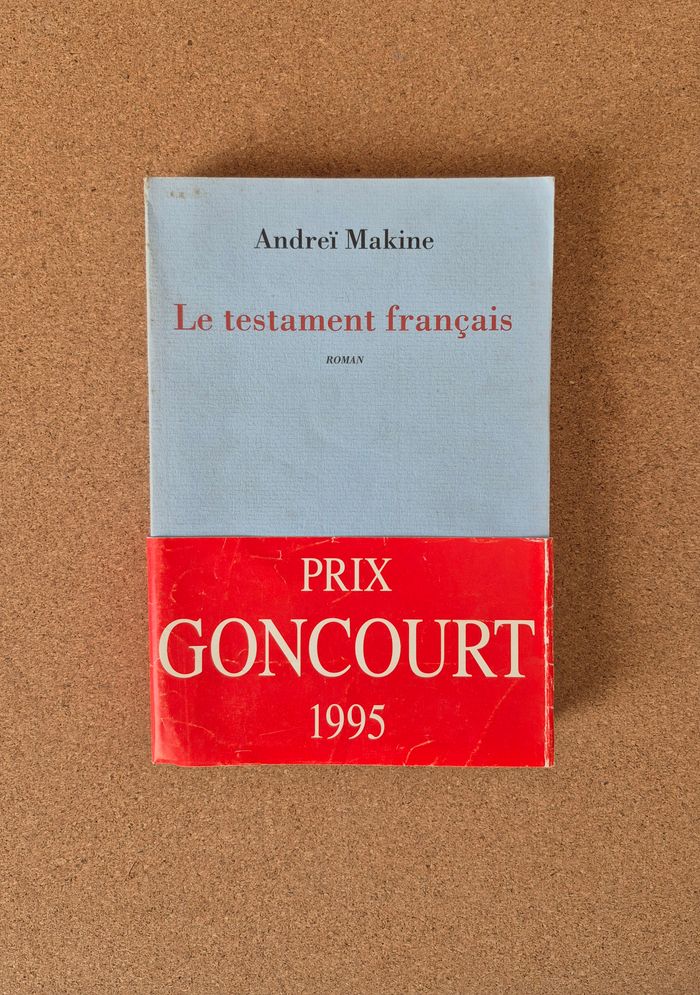 Andreï Makine
Le testament français
ROMAN
PRIX
GONCOURT
1995